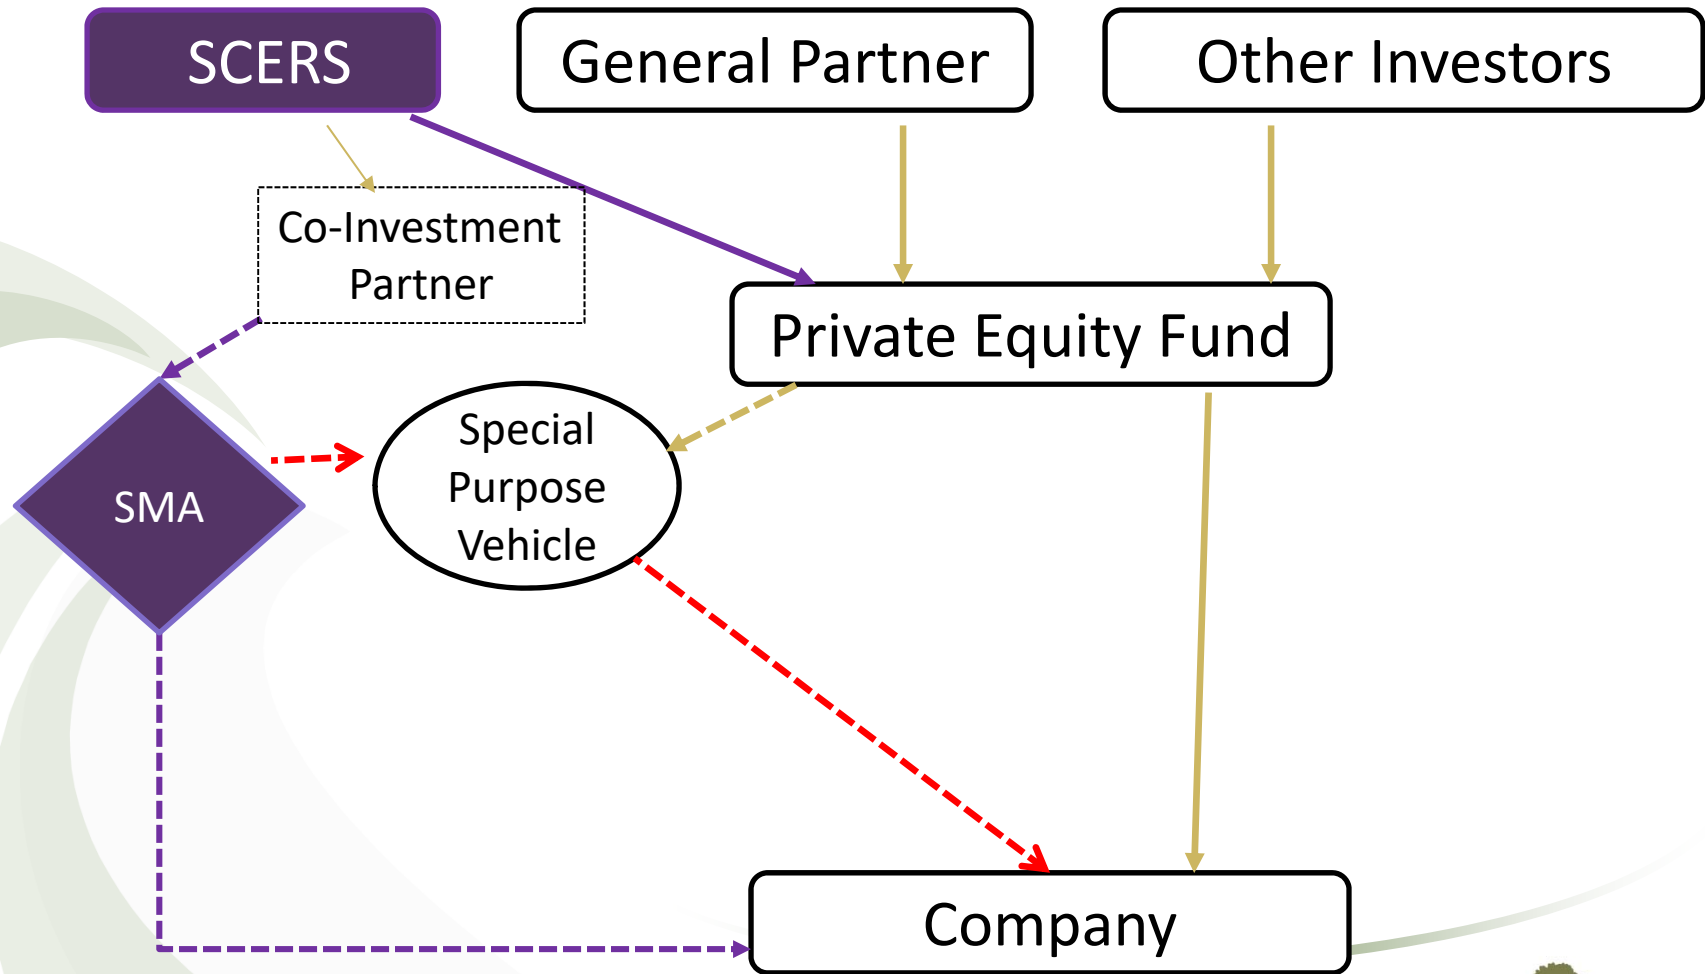 SCERS
General Partner
Other Investors
Co-Investment
Partner
Private Equity Fund
Special
Purpose
Vehicle
SMA
Company